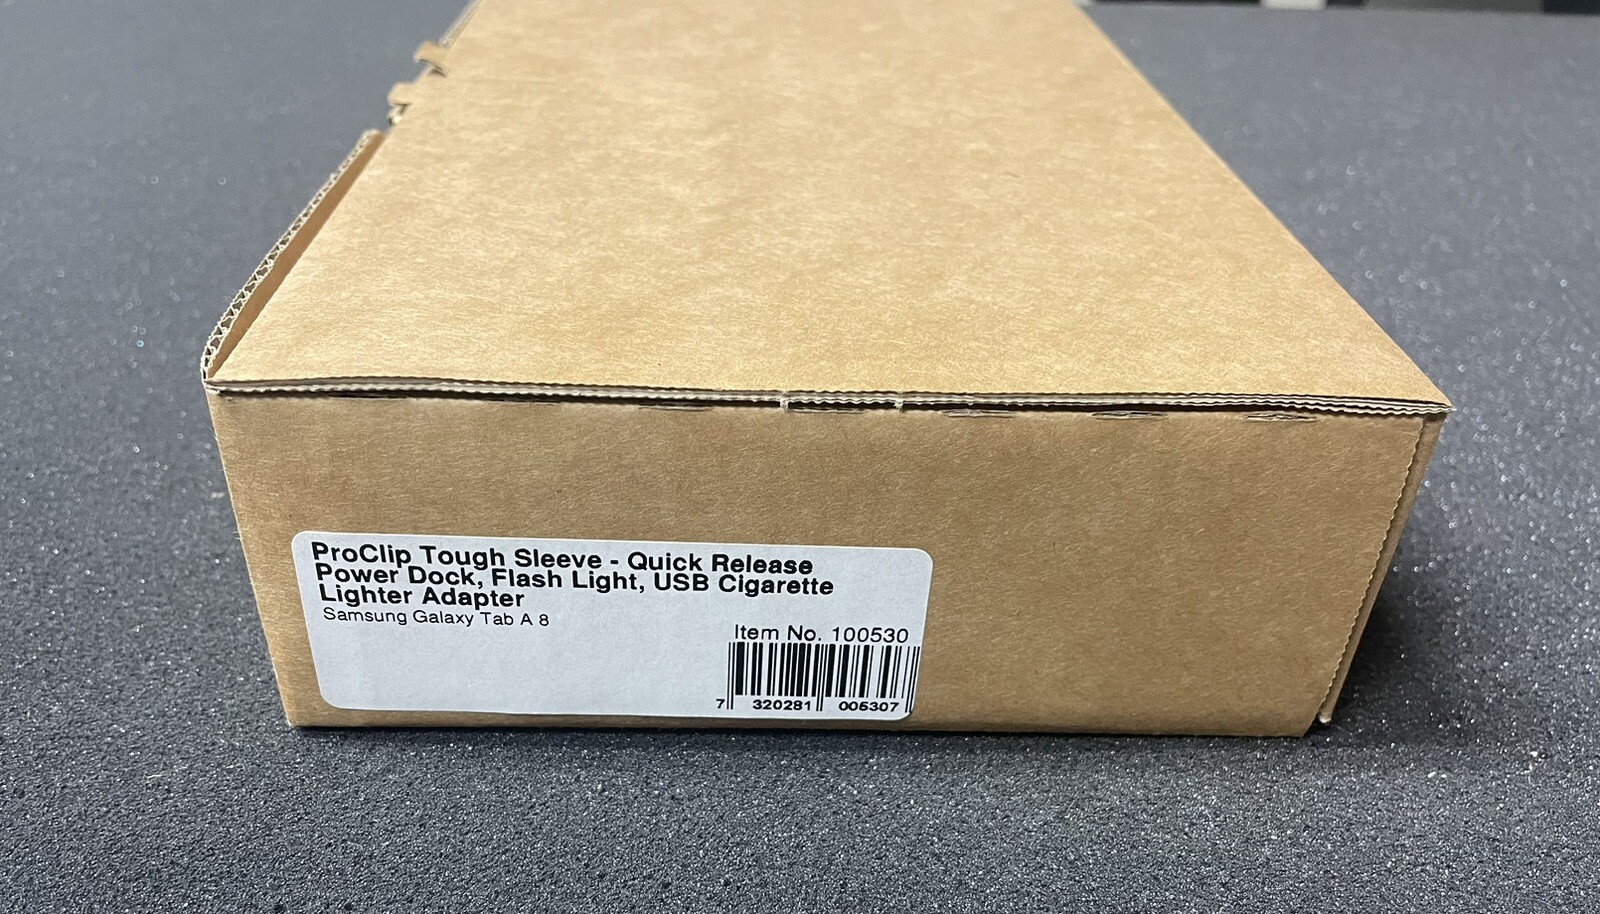 ProClip Tough Sleeve - Quick Release
Power Dock, Flash Light, USB Cigarette
Lighter Adapter
Samsung Galaxy Tab A 8
Item No. 100530
7 320281 005307